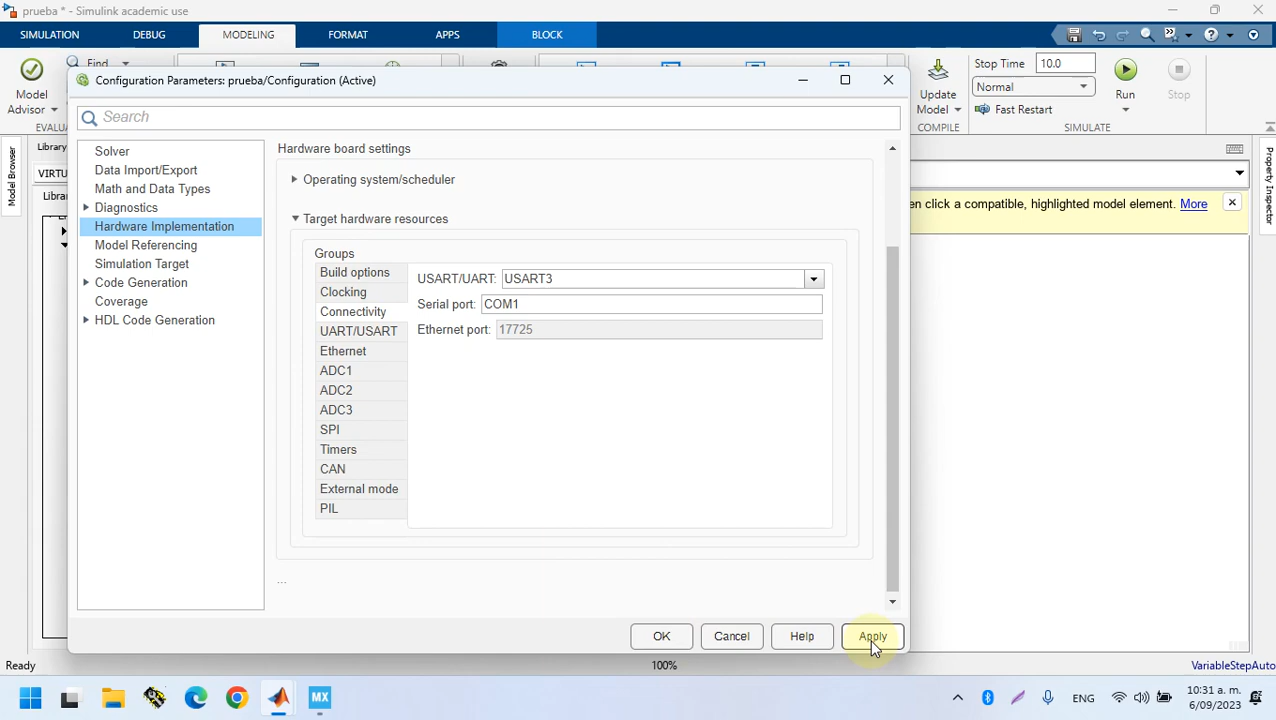 prueba * - Simulink academic use
SIMULATION DEBUG MODELING FORMAT APPS BLOCK
Find
Model
Advisor
Update
Model
Stop Time 10.0
Normal
Fast Restart
Run
Stop
COMPILE
SIMULATE
Configuration Parameters: prueba/Configuration (Active)
Search
Model Browser
Property Inspector
Solver
Data Import/Export
Math and Data Types
Diagnostics
Hardware Implementation
Model Referencing
Simulation Target
Code Generation
Coverage
HDL Code Generation
Hardware board settings
Operating system/scheduler
Target hardware resources
Groups
Build options
Clocking
Connectivity
UART/USART
Ethernet
ADC1
ADC2
ADC3
SPI
Timers
CAN
External mode
PIL
USART/UART: USART3
Serial port: COM1
Ethernet port: 17725
...
OK Cancel Help Apply
click a compatible, highlighted model element. More
Ready
100%
VariableStepAuto
MX
ENG
10:31 a. m.
6/09/2023